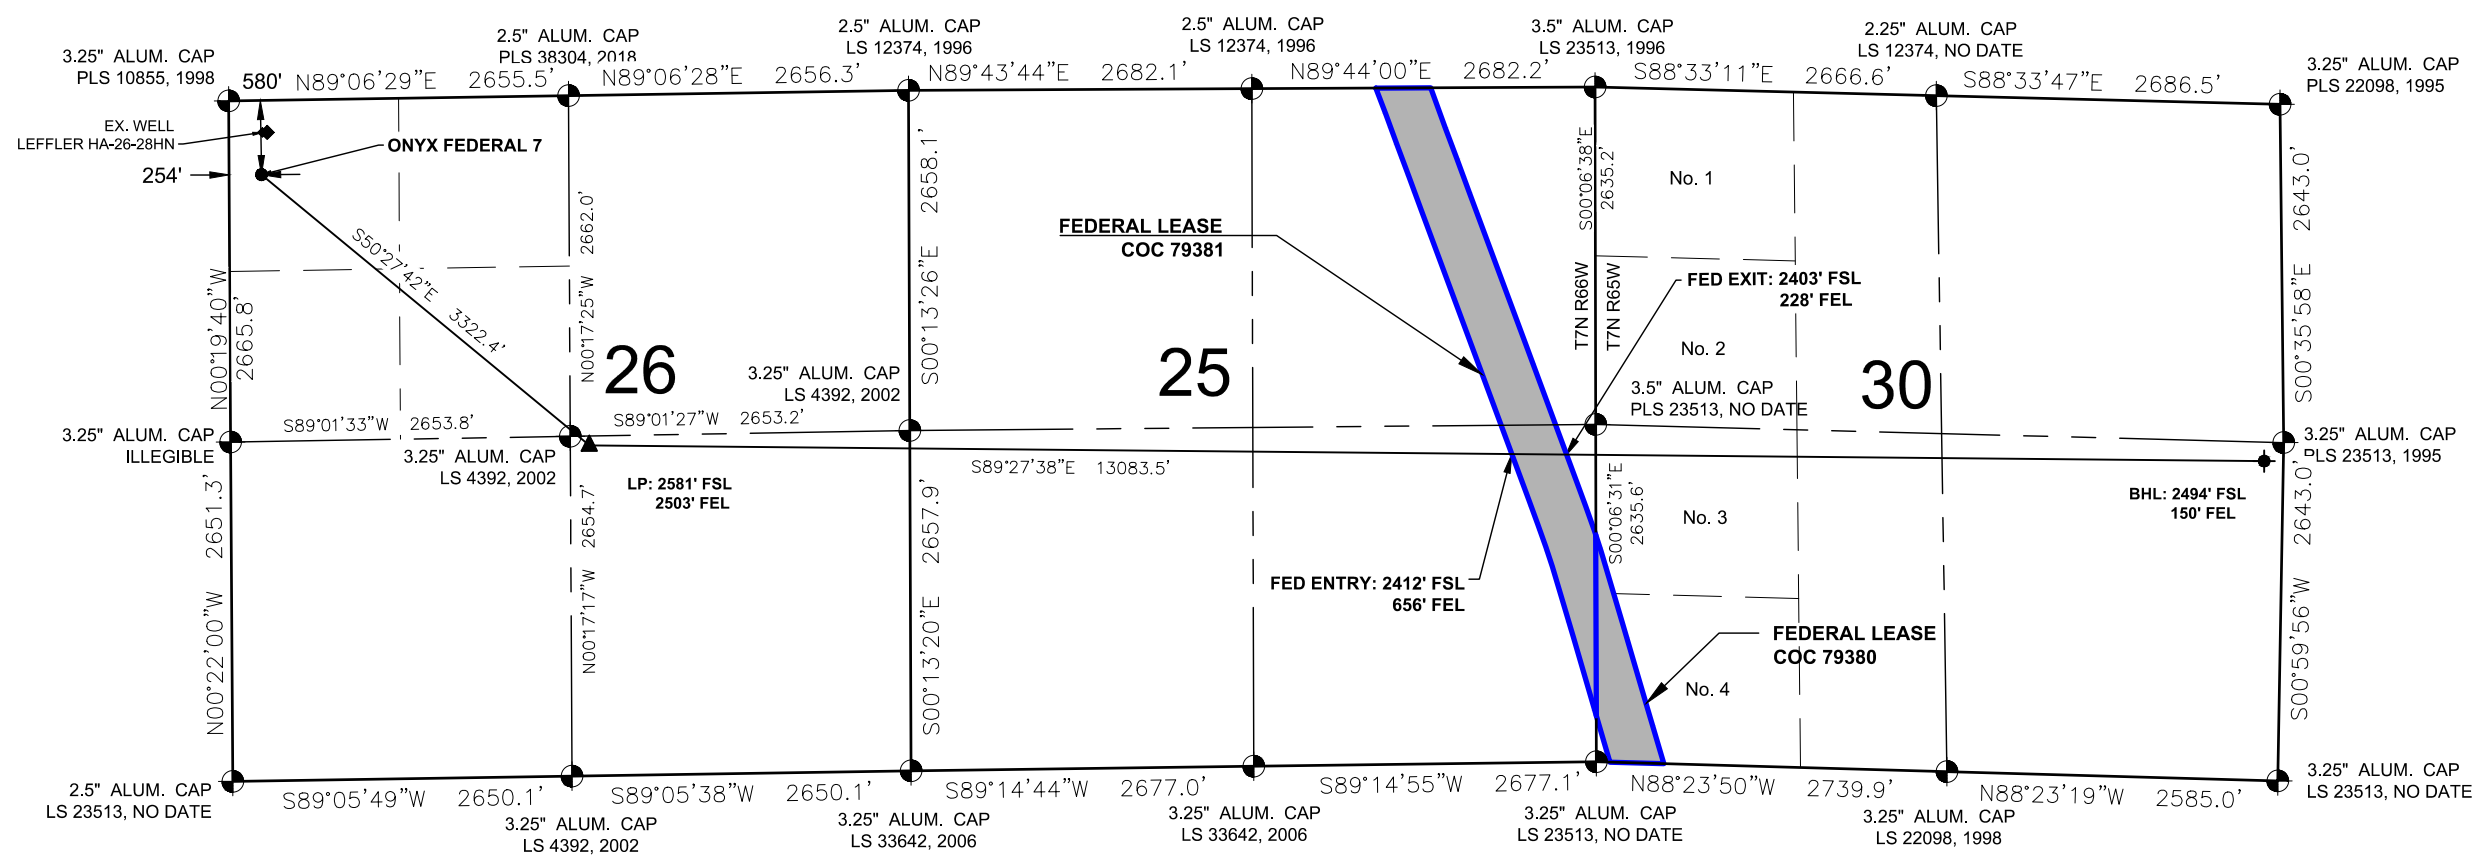 3.25" ALUM. CAP
PLS 10855, 1998
2.5" ALUM. CAP
PLS 38304, 2018
2.5" ALUM. CAP
LS 12374, 1996
2.5" ALUM. CAP
LS 12374, 1996
3.5" ALUM. CAP
LS 23513, 1996
2.25" ALUM. CAP
LS 12374, NO DATE
3.25" ALUM. CAP
PLS 22098, 1995
580'
N89°06'29"E 2655.5'
N89°06'28"E 2656.3'
N89°43'44"E 2682.1'
N89°44'00"E 2682.2'
S88°33'11"E 2666.6'
S88°33'47"E 2686.5'
EX. WELL
LEFFLER HA-26-28HN
ONYX FEDERAL 7
254'
S50°27'42"E 3322.4'
N00°19'40"W
2665.8'
N00°17'25"W 2662.0'
26
S00°13'26"E 2658.1'
25
FEDERAL LEASE
COC 79381
S00°06'38"E
2635.2'
T7N R66W
T7N R65W
No. 1
FED EXIT: 2403' FSL
228' FEL
No. 2
30
S00°35'58"E 2643.0'
3.25" ALUM. CAP
LS 4392, 2002
3.5" ALUM. CAP
PLS 23513, NO DATE
S89°01'33"W 2653.8'
S89°01'27"W 2653.2'
3.25" ALUM. CAP
ILLEGIBLE
3.25" ALUM. CAP
LS 4392, 2002
3.25" ALUM. CAP
PLS 23513, 1995
S89°27'38"E 13083.5'
LP: 2581' FSL
2503' FEL
BHL: 2494' FSL
150' FEL
N00°22'00"W 2651.3'
N00°17'17"W 2654.7'
S00°13'20"E 2657.9'
S00°06'31"E
2635.6'
No. 3
FED ENTRY: 2412' FSL
656' FEL
FEDERAL LEASE
COC 79380
No. 4
S00°59'56"W 2643.0'
2.5" ALUM. CAP
LS 23513, NO DATE
S89°05'49"W 2650.1'
S89°05'38"W 2650.1'
S89°14'44"W 2677.0'
S89°14'55"W 2677.1'
N88°23'50"W 2739.9'
N88°23'19"W 2585.0'
3.25" ALUM. CAP
LS 23513, NO DATE
3.25" ALUM. CAP
LS 4392, 2002
3.25" ALUM. CAP
LS 33642, 2006
3.25" ALUM. CAP
LS 33642, 2006
3.25" ALUM. CAP
LS 23513, NO DATE
3.25" ALUM. CAP
LS 22098, 1998